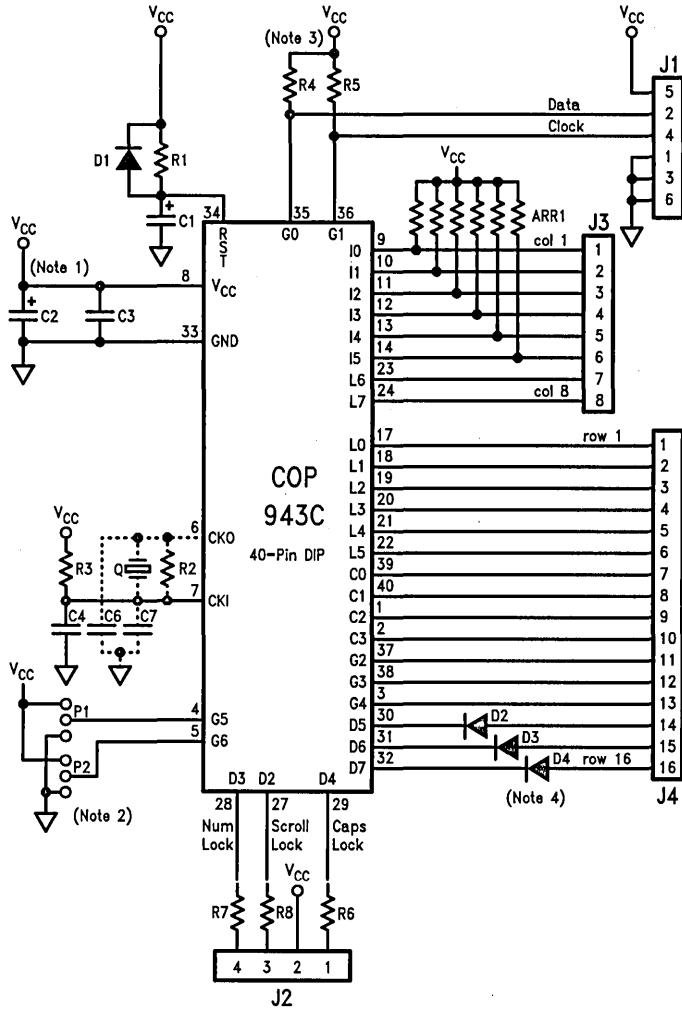 VCC
VCC
VCC
(Note 3)
J1
R4
R5
5
Data
2
Clock
4
D1
R1
VCC
1
3
6
34
35
36
ARR1
J3
C1
RST
G0
G1
VCC
9
I0
col 1
1
(Note 1)
8
VCC
10
I1
2
11
I2
3
C2
C3
12
I3
4
33
GND
13
I4
5
14
I5
6
23
L6
7
24
L7
col 8
8
17
L0
row 1
1
18
L1
2
COP
19
L2
3
943C
20
L3
4
VCC
21
L4
5
6
CKO
40-Pin DIP
22
L5
6
R3
Q
R2
39
C0
7
7
CKI
40
C1
8
C4
C6
C7
1
C2
9
2
C3
10
VCC
37
G2
11
38
G3
12
P1
4
G5
3
G4
13
5
G6
30
D5
D2
14
P2
31
D6
D3
15
32
D7
D4
row 16
16
(Note 2)
D3
D2
D4
(Note 4)
J4
28
27
29
Num
Lock
Scroll
Lock
Caps
Lock
VCC
R7
R8
R6
4
3
2
1
J2